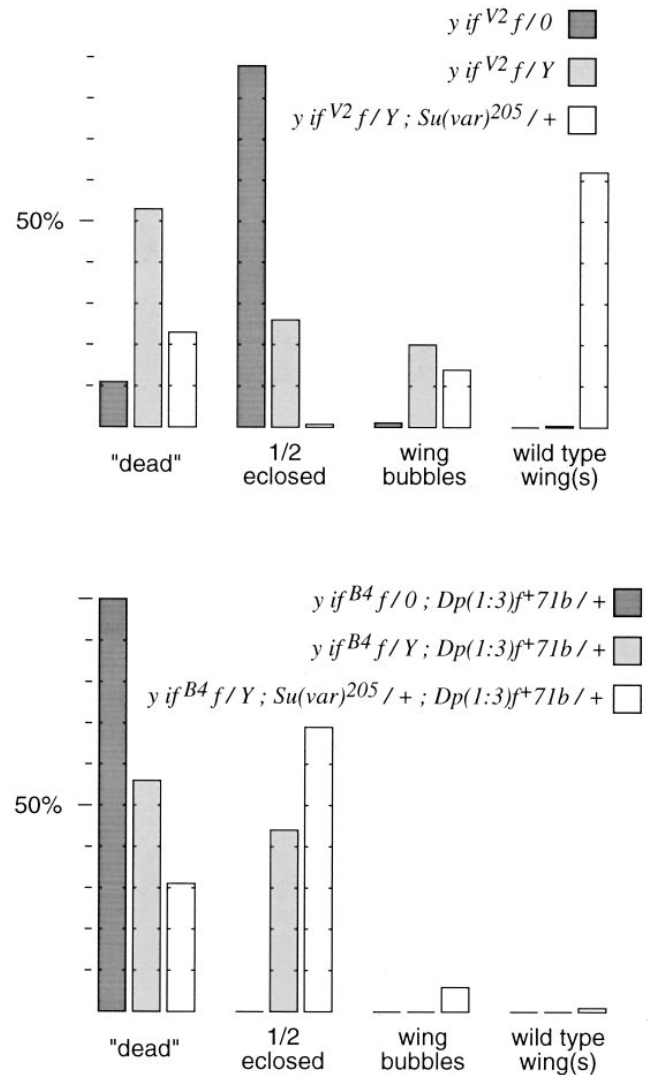 y if^V2 f/0
y if^V2 f/Y
y if^V2 f/Y ; Su(var)^205 / +
50%
"dead"
1/2 eclosed
wing bubbles
wild type wing(s)
y if^B4 f/0 ; Dp(1:3)f^+71b / +
y if^B4 f/Y ; Dp(1:3)f^+71b / +
y if^B4 f/Y ; Su(var)^205 / + ; Dp(1:3)f^+71b / +
50%
"dead"
1/2 eclosed
wing bubbles
wild type wing(s)